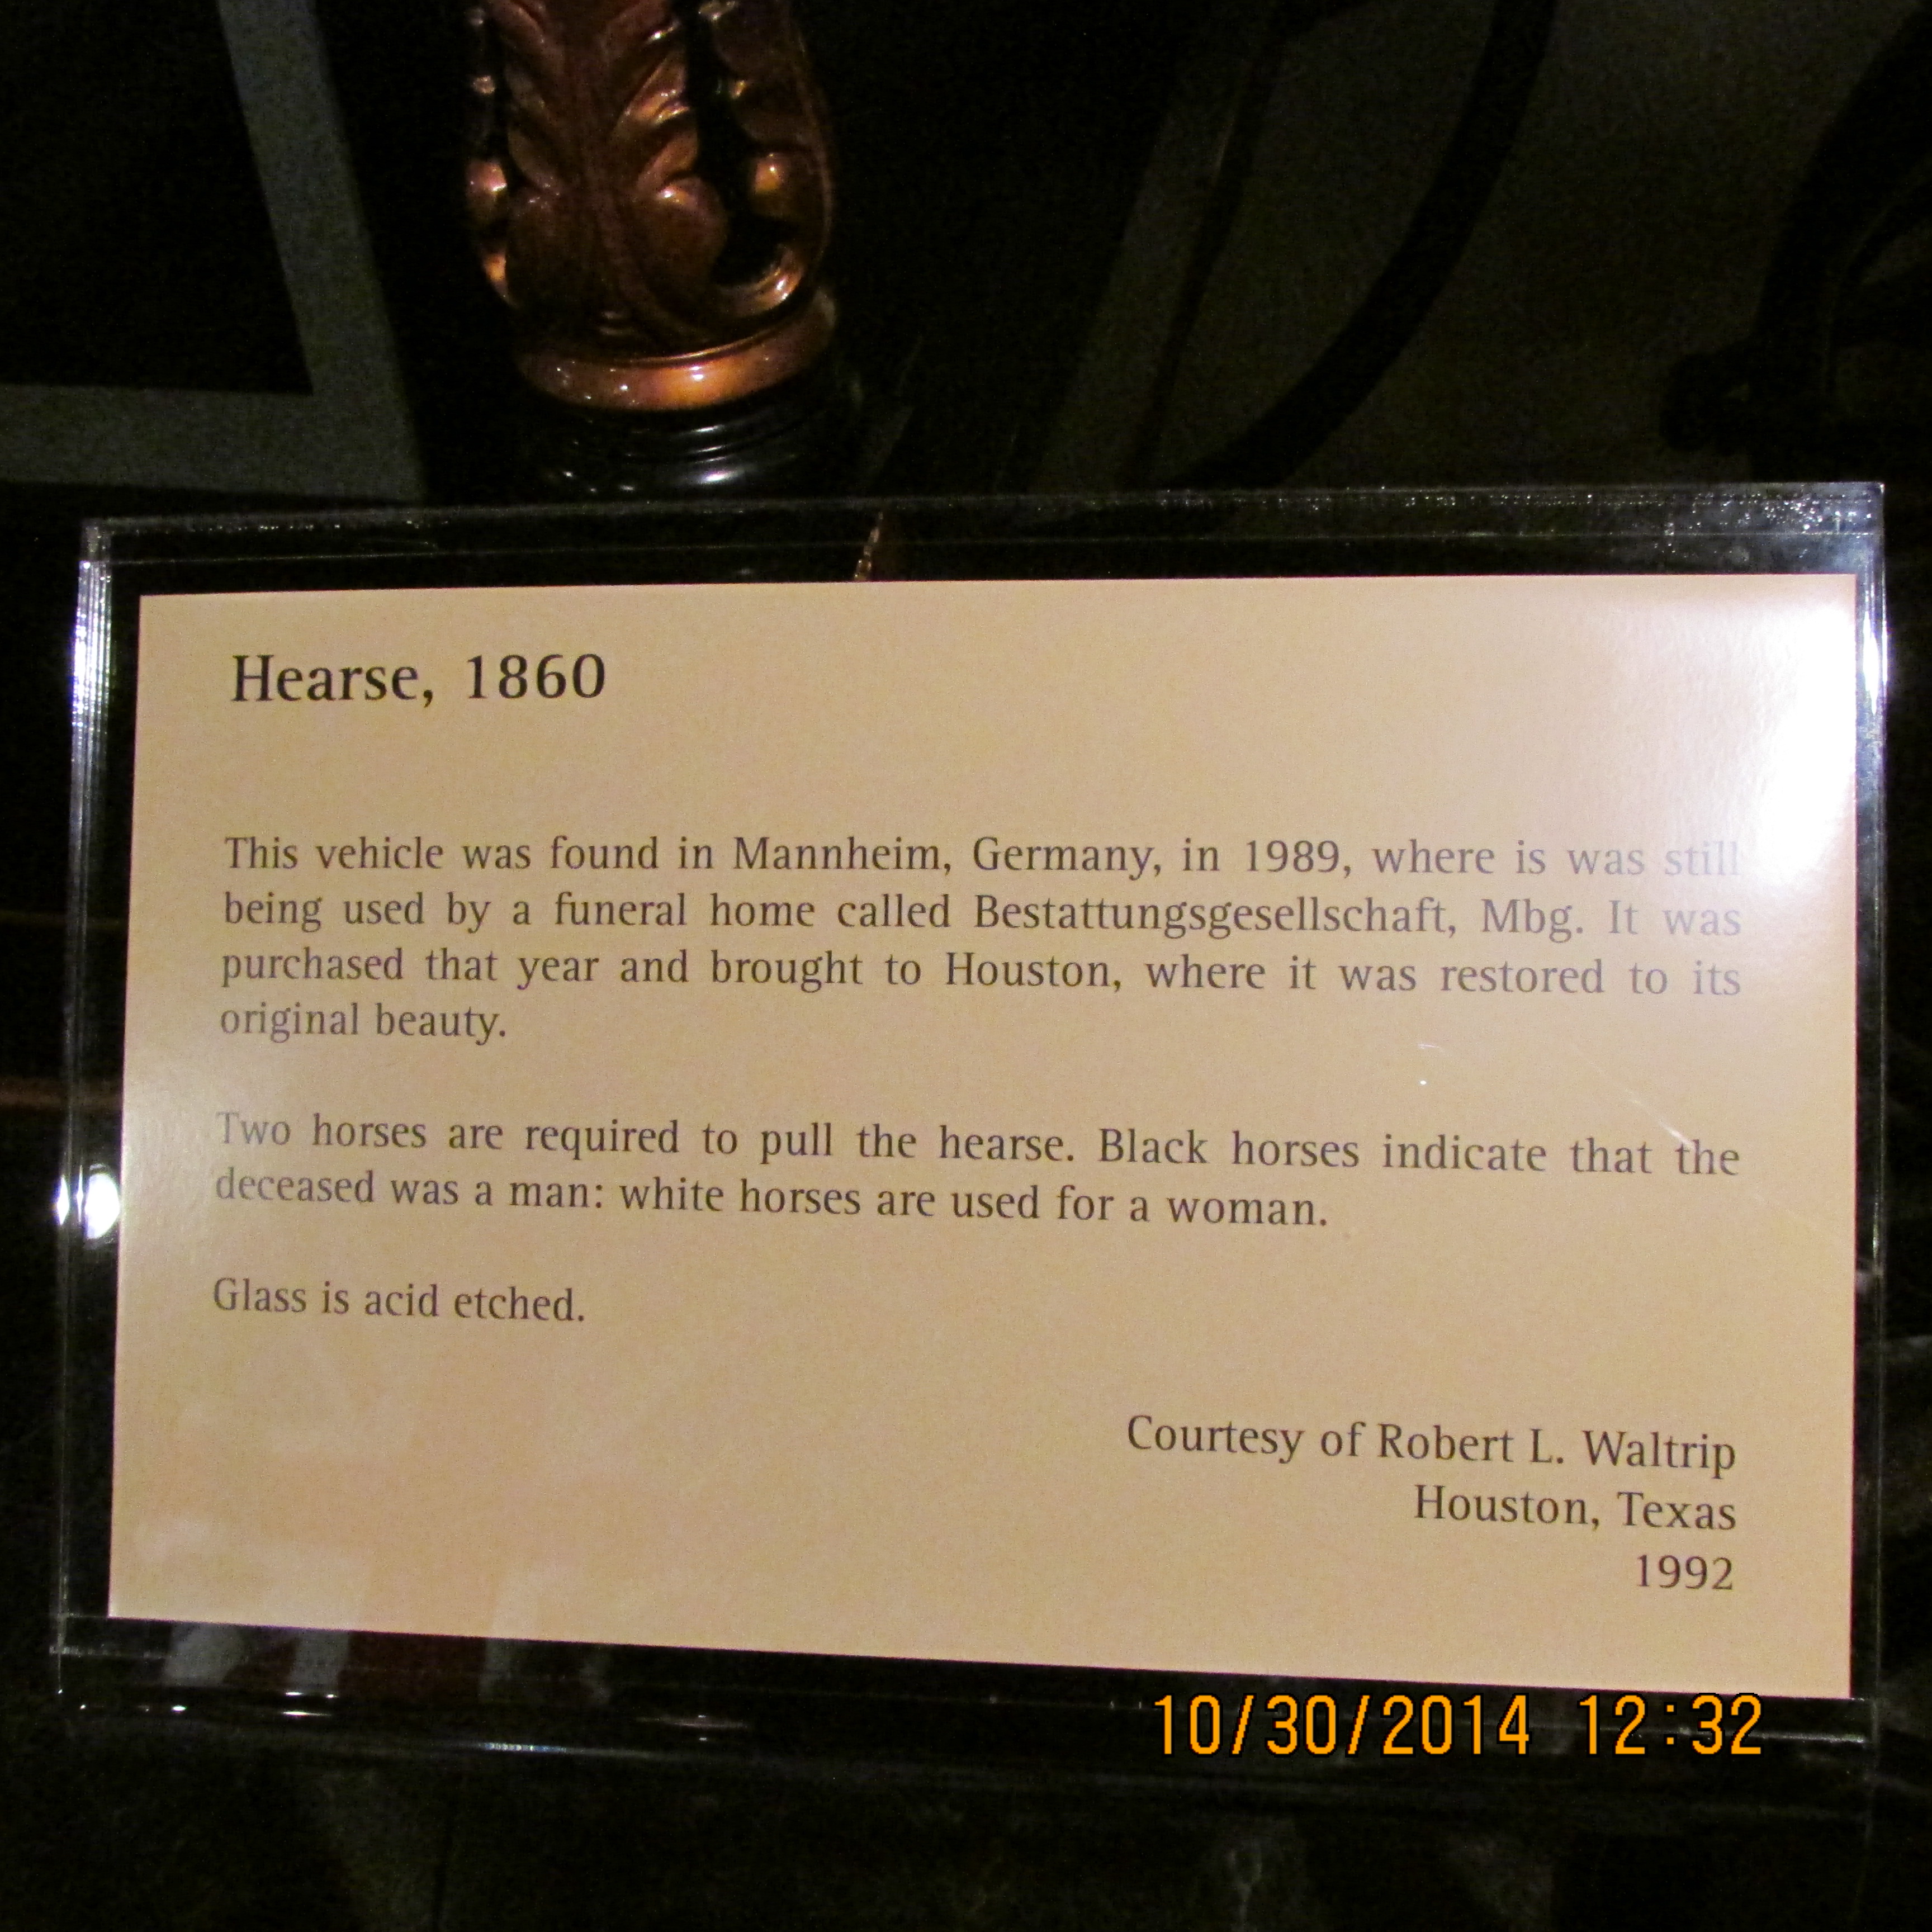 Hearse, 1860
This vehicle was found in Mannheim, Germany, in 1989, where is was still
being used by a funeral home called Bestattungsgesellschaft, Mbg. It was
purchased that year and brought to Houston, where it was restored to its
original beauty.
Two horses are required to pull the hearse. Black horses indicate that the
deceased was a man: white horses are used for a woman.
Glass is acid etched.
Courtesy of Robert L. Waltrip
Houston, Texas
1992
10/30/2014 12:32